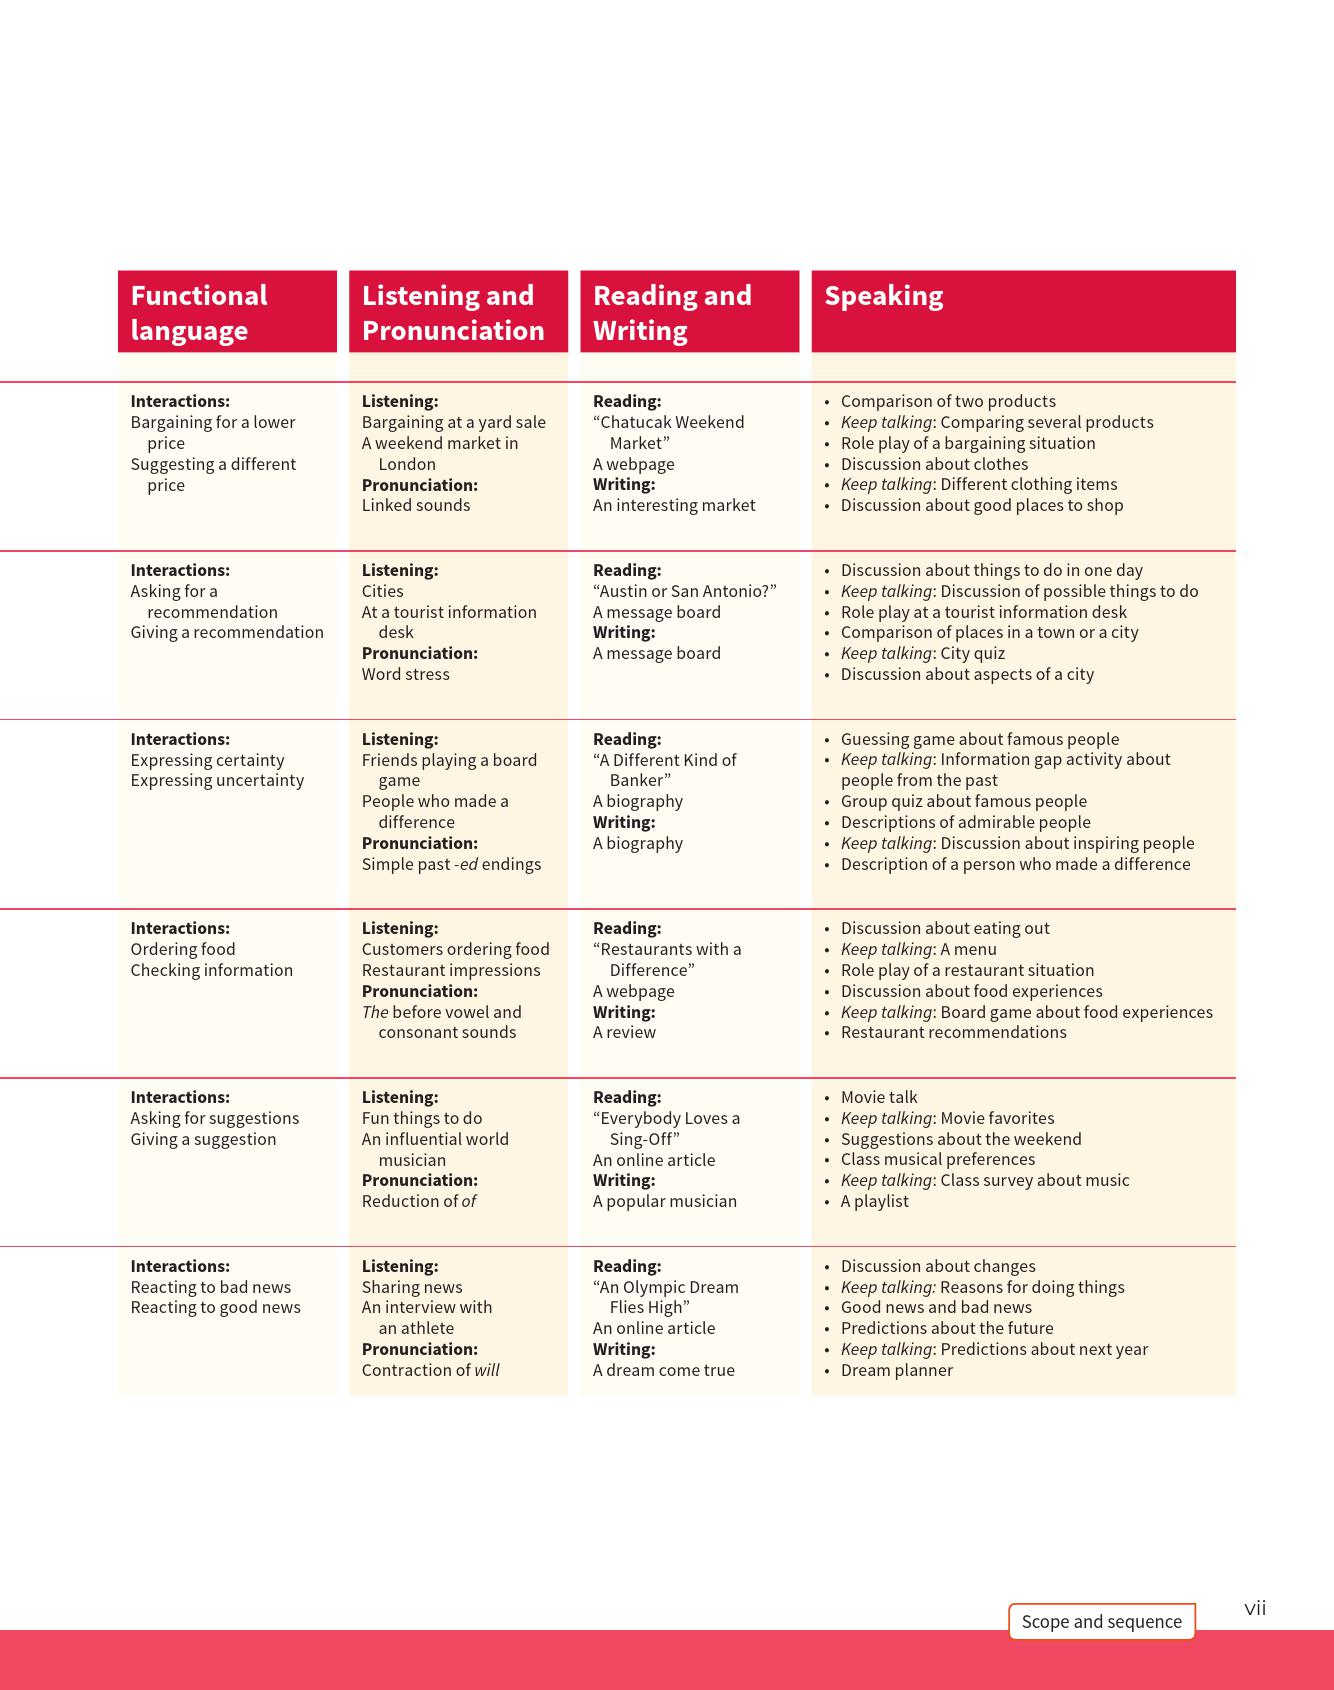 Functional
language
Listening and
Pronunciation
Reading and
Writing
Speaking
Interactions:
Bargaining for a lower
price
Suggesting a different
price
Listening:
Bargaining at a yard sale
A weekend market in
London
Pronunciation:
Linked sounds
Reading:
“Chatucak Weekend
Market”
A webpage
Writing:
An interesting market
• Comparison of two products
• Keep talking: Comparing several products
• Role play of a bargaining situation
• Discussion about clothes
• Keep talking: Different clothing items
• Discussion about good places to shop
Interactions:
Asking for a
recommendation
Giving a recommendation
Listening:
Cities
At a tourist information
desk
Pronunciation:
Word stress
Reading:
“Austin or San Antonio?”
A message board
Writing:
A message board
• Discussion about things to do in one day
• Keep talking: Discussion of possible things to do
• Role play at a tourist information desk
• Comparison of places in a town or a city
• Keep talking: City quiz
• Discussion about aspects of a city
Interactions:
Expressing certainty
Expressing uncertainty
Listening:
Friends playing a board
game
People who made a
difference
Pronunciation:
Simple past -ed endings
Reading:
“A Different Kind of
Banker”
A biography
Writing:
A biography
• Guessing game about famous people
• Keep talking: Information gap activity about
people from the past
• Group quiz about famous people
• Descriptions of admirable people
• Keep talking: Discussion about inspiring people
• Description of a person who made a difference
Interactions:
Ordering food
Checking information
Listening:
Customers ordering food
Restaurant impressions
Pronunciation:
The before vowel and
consonant sounds
Reading:
“Restaurants with a
Difference”
A webpage
Writing:
A review
• Discussion about eating out
• Keep talking: A menu
• Role play of a restaurant situation
• Discussion about food experiences
• Keep talking: Board game about food experiences
• Restaurant recommendations
Interactions:
Asking for suggestions
Giving a suggestion
Listening:
Fun things to do
An influential world
musician
Pronunciation:
Reduction of of
Reading:
“Everybody Loves a
Sing-Off”
An online article
Writing:
A popular musician
• Movie talk
• Keep talking: Movie favorites
• Suggestions about the weekend
• Class musical preferences
• Keep talking: Class survey about music
• A playlist
Interactions:
Reacting to bad news
Reacting to good news
Listening:
Sharing news
An interview with
an athlete
Pronunciation:
Contraction of will
Reading:
“An Olympic Dream
Flies High”
An online article
Writing:
A dream come true
• Discussion about changes
• Keep talking: Reasons for doing things
• Good news and bad news
• Predictions about the future
• Keep talking: Predictions about next year
• Dream planner
Scope and sequence
vii